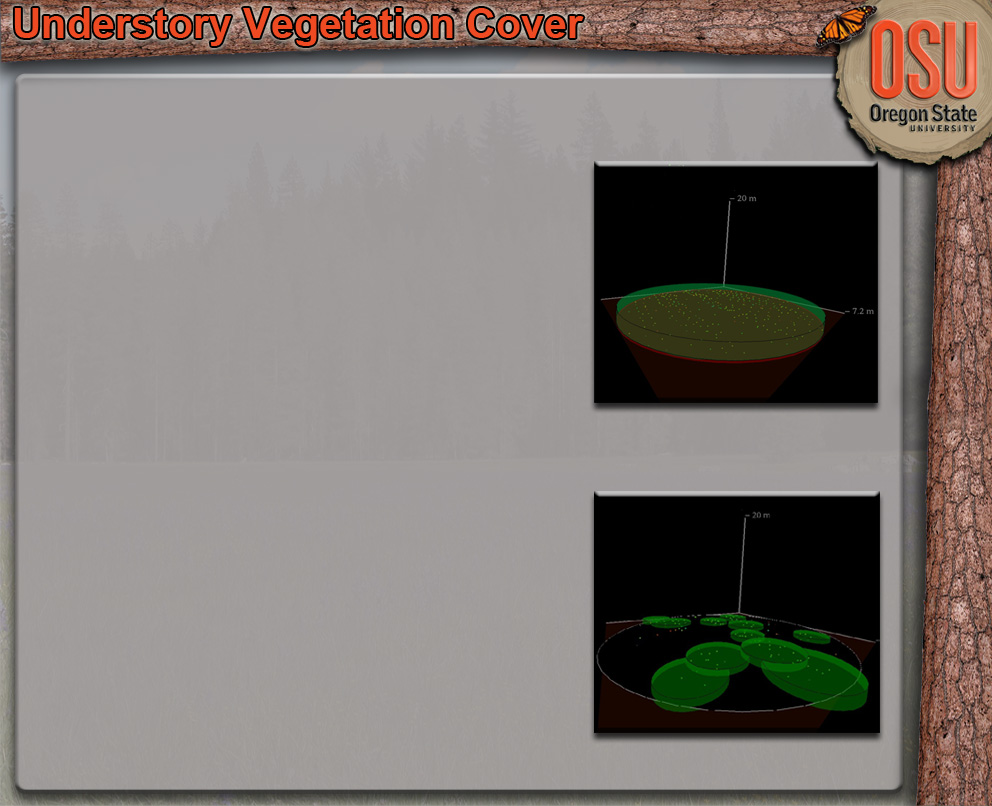 Understory Vegetation Cover
OSU
Oregon State
UNIVERSITY
20 m
7.2 m
20 m